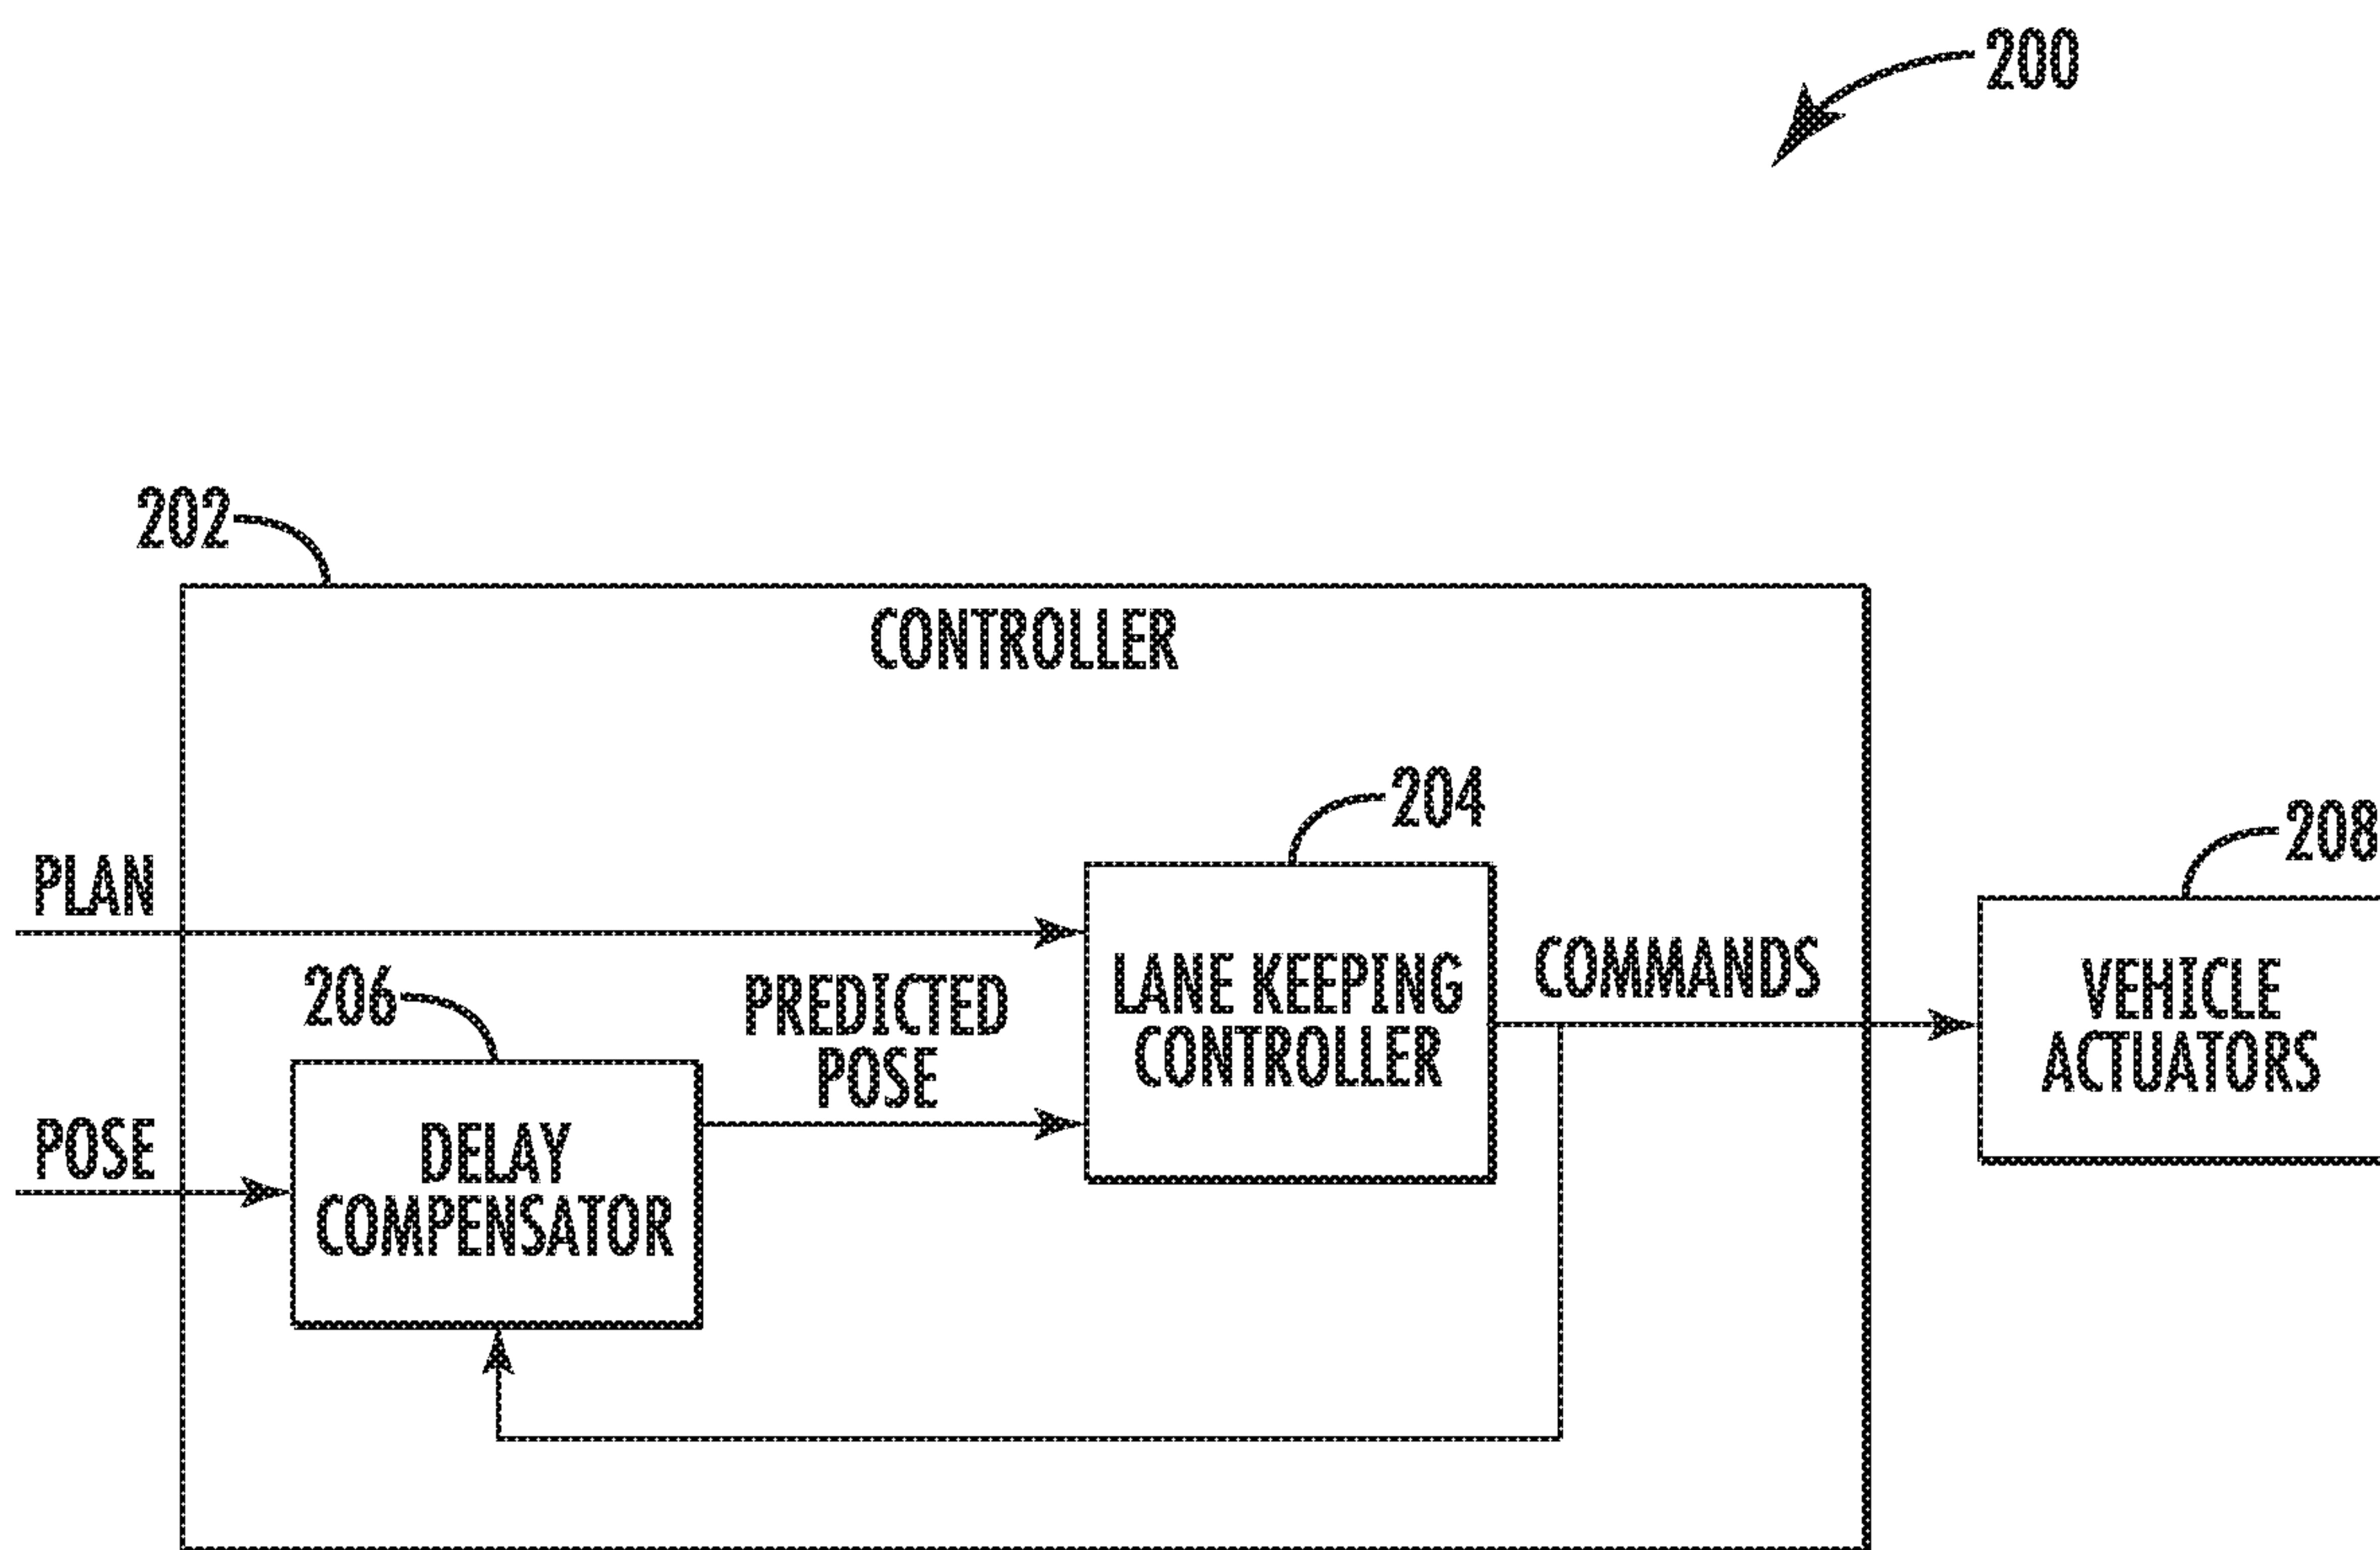 200
202
CONTROLLER
204
208
PLAN
206
PREDICTED
POSE
LANE KEEPING
CONTROLLER
COMMANDS
VEHICLE
ACTUATORS
POSE
DELAY
COMPENSATOR